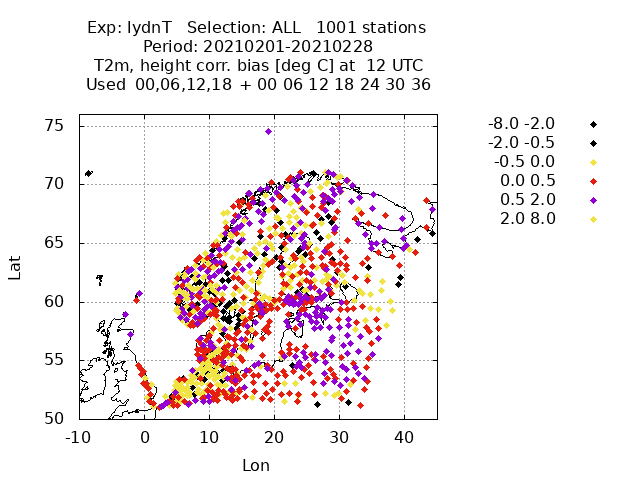 Exp: IydnT   Selection: ALL   1001 stations
Period: 20210201-20210228
T2m, height corr. bias [deg C] at  12 UTC
Used  00,06,12,18  + 00 06 12 18 24 30 36
-8.0 -2.0
-2.0 -0.5
-0.5 0.0
0.0 0.5
0.5 2.0
2.0 8.0
75
70
65
60
55
50
Lat
-10 0 10 20 30 40
Lon